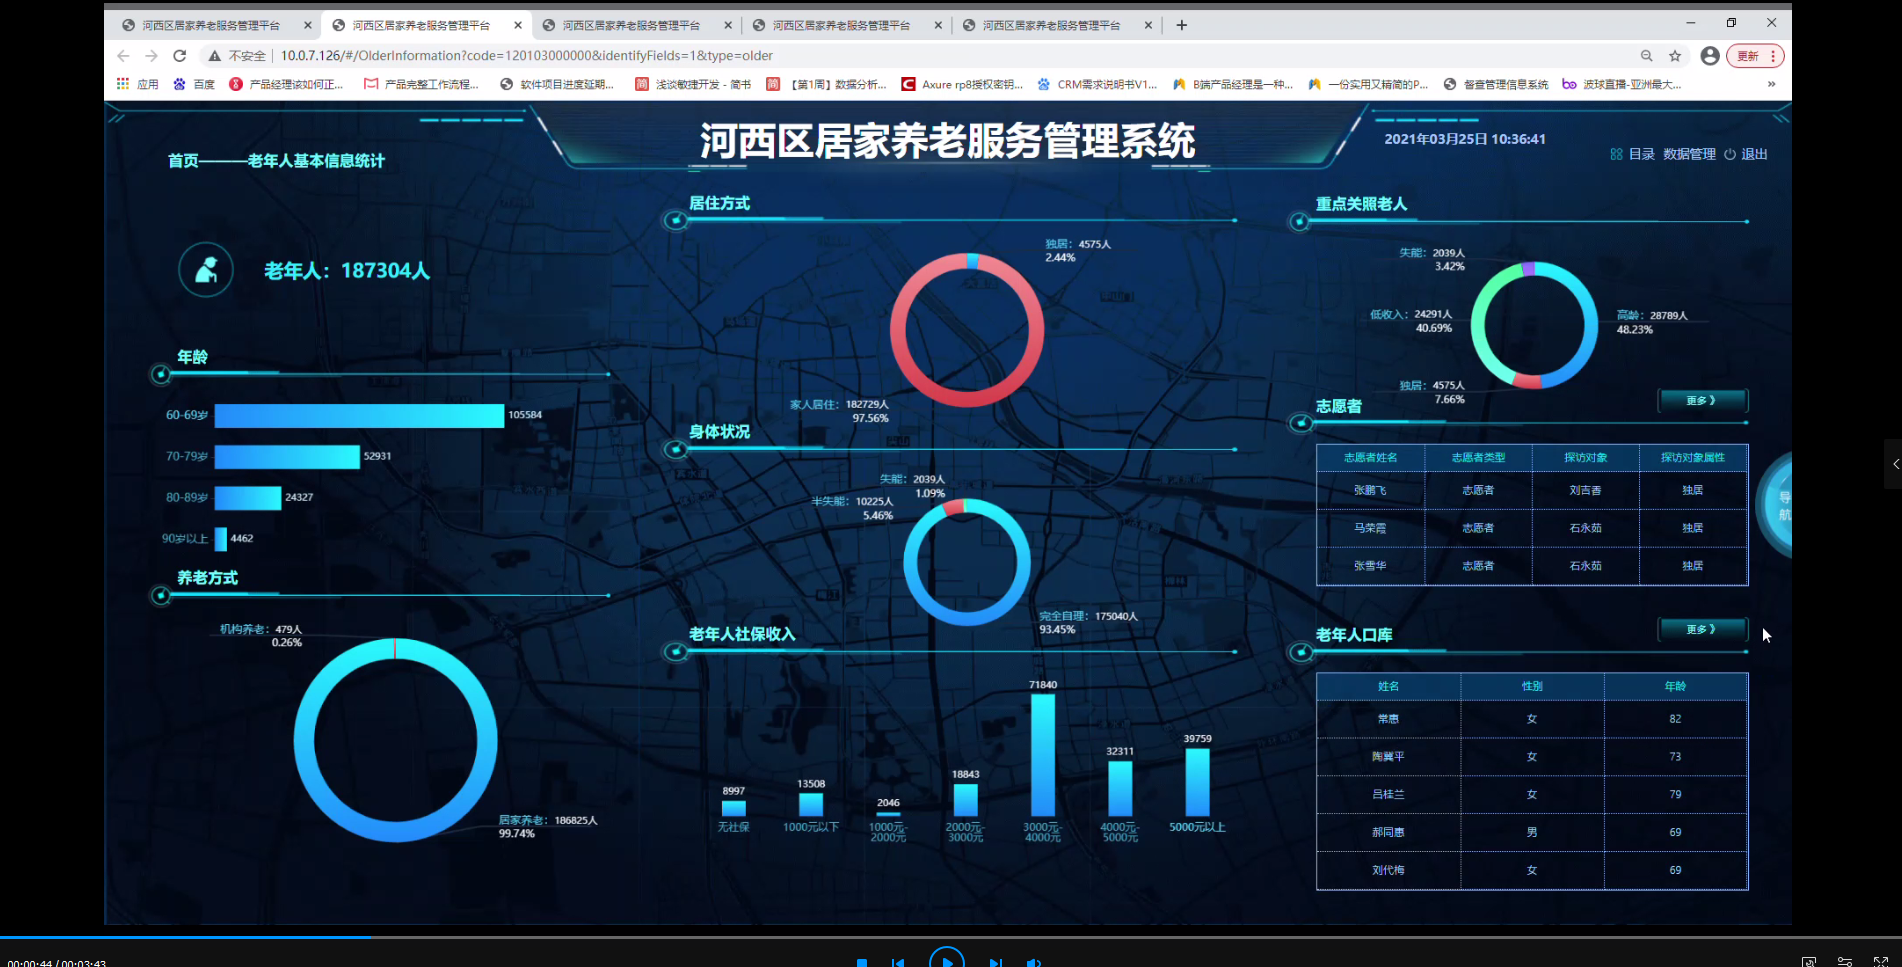 河西区居家养老服务管理平台
河西区居家养老服务管理平台
河西区居家养老服务管理平台
河西区居家养老服务管理平台
河西区居家养老服务管理平台
不安全 10.0.7.126/#/OlderInformation?code=120103000000&identifyFields=1&type=older
更新
应用 百度 产品经理该如何正... 产品完整工作流程... 软件项目进度延期... 浅淡敏捷开发 - 简书 【第1周】数据分析... Axure rp8授权密钥... CRM需求说明书V1... B端产品经理是一种... 一份实用又精简的P... 督查管理信息系统 波球直播-亚洲最大... »
河西区居家养老服务管理系统
2021年03月25日 10:36:41
首页———老年人基本信息统计
目录 数据管理 退出
老年人：187304人
年龄
60-69岁 105584
70-79岁 52931
80-89岁 24327
90岁以上 4462
养老方式
机构养老：479人
0.26%
居家养老：186825人
99.74%
居住方式
独居：4575人
2.44%
家人居住：182729人
97.56%
身体状况
失能：2039人
1.09%
半失能：10225人
5.46%
完全自理：175040人
93.45%
老年人社保收入
8997 13508 2046 18843 71840 32311 39759
无社保 1000元以下 1000元-2000元 2000元-3000元 3000元-4000元 4000元-5000元 5000元以上
重点关照老人
失能：2039人
3.42%
低收入：24291人
40.69%
高龄：28789人
48.23%
独居：4575人
7.66%
更多 》
志愿者
志愿者姓名 志愿者类型 探访对象 探访对象属性
张鹏飞 志愿者 刘吉香 独居
马荣霞 志愿者 石永茹 独居
张雪华 志愿者 石永茹 独居
导航
更多 》
老年人口库
姓名 性别 年龄
常惠 女 82
陶冀平 女 73
吕桂兰 女 79
郝同惠 男 69
刘代梅 女 69
00:00:44 / 00:03:43